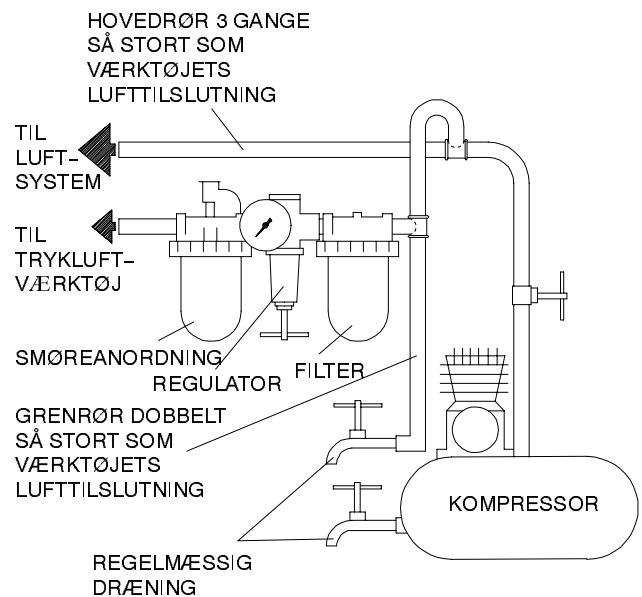 HOVEDRØR 3 GANGE
SÅ STORT SOM
VÆRKTØJETS
LUFTTILSLUTNING
TIL
LUFT-
SYSTEM
TIL
TRYKLUFT-
VÆRKTØJ
SMØREANORDNING
REGULATOR
FILTER
GRENRØR DOBBELT
SÅ STORT SOM
VÆRKTØJETS
LUFTTILSLUTNING
KOMPRESSOR
REGELMÆSSIG
DRÆNING